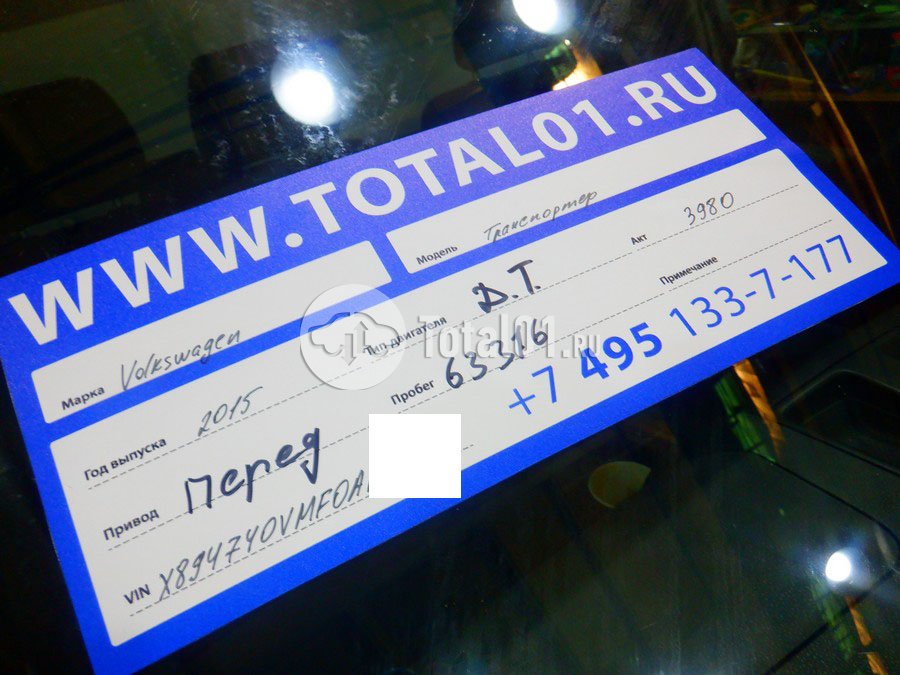 WWW.TOTAL01.RU
Марка Volkswagen
Модель Транспортер
Год выпуска 2015
Тип двигателя Д.Т.
Акт 3980
Привод Перед
Пробег 63316
Примечание
VIN X894740VMF0A
+7 495 133-7-177
Total01.ru